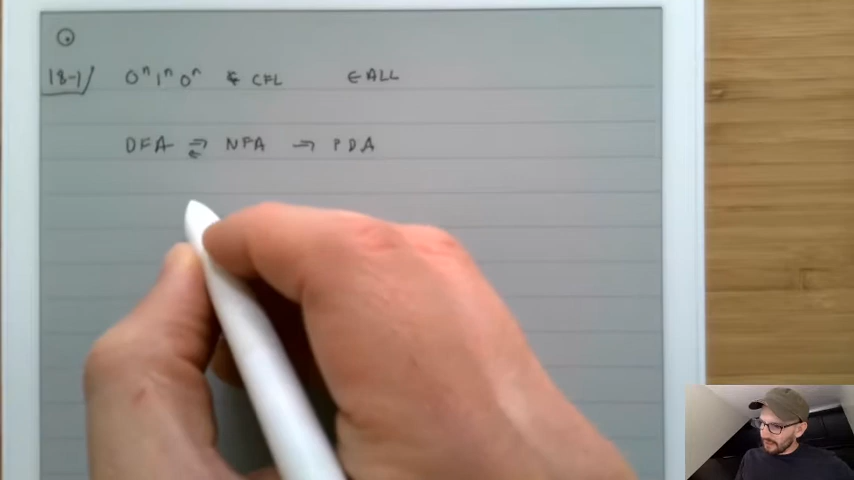 18-1/ 0ⁿ1ⁿ0ⁿ ∉ CFL ∈ ALL
DFA ⇌ NFA → PDA